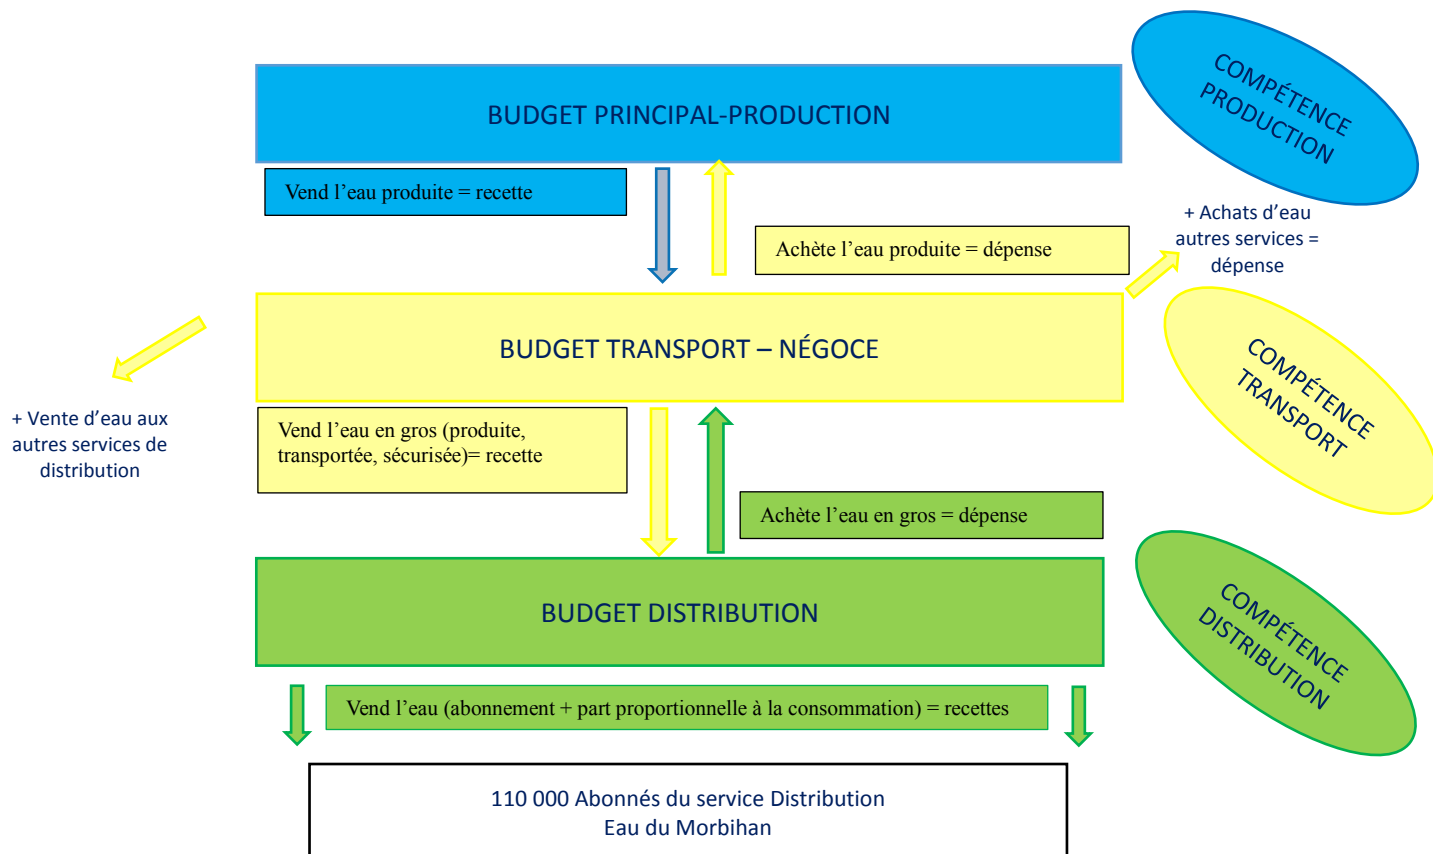 COMPÉTENCE
PRODUCTION
BUDGET PRINCIPAL-PRODUCTION
Vend l’eau produite = recette
Achète l’eau produite = dépense
+ Achats d’eau
autres services =
dépense
BUDGET TRANSPORT – NÉGOCE
COMPÉTENCE
TRANSPORT
+ Vente d’eau aux
autres services de
distribution
Vend l’eau en gros (produite,
transportée, sécurisée)= recette
Achète l’eau en gros = dépense
BUDGET DISTRIBUTION
COMPÉTENCE
DISTRIBUTION
Vend l’eau (abonnement + part proportionnelle à la consommation) = recettes
110 000 Abonnés du service Distribution
Eau du Morbihan